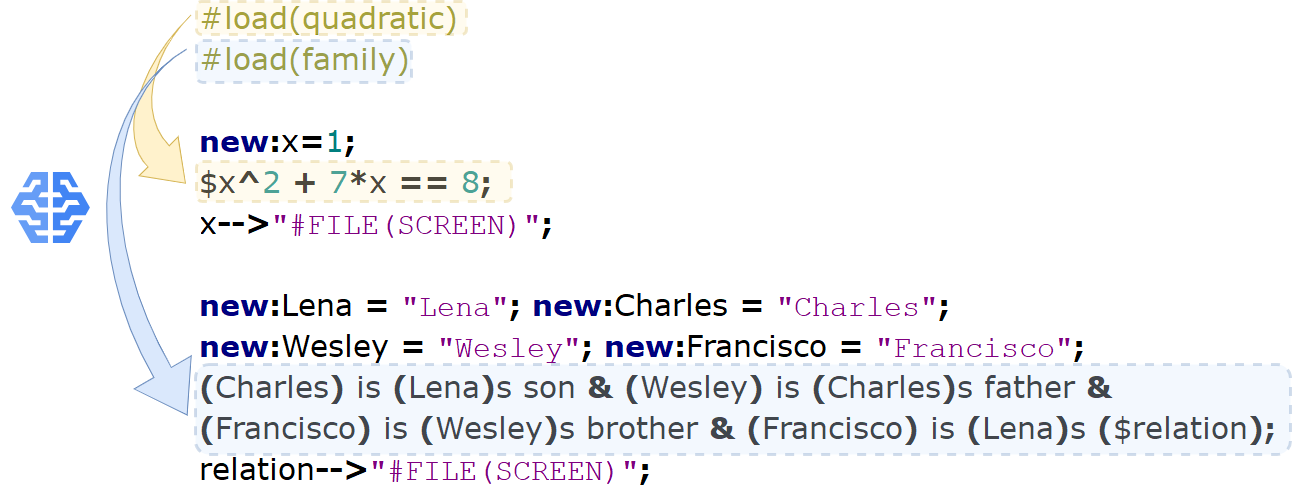 #load(quadratic)
#load(family)
new:x=1;
$x^2 + 7*x == 8;
x-->"#FILE(SCREEN)";
new:Lena = "Lena"; new:Charles = "Charles";
new:Wesley = "Wesley"; new:Francisco = "Francisco";
(Charles) is (Lena)s son & (Wesley) is (Charles)s father &
(Francisco) is (Wesley)s brother & (Francisco) is (Lena)s ($relation);
relation-->"#FILE(SCREEN)";